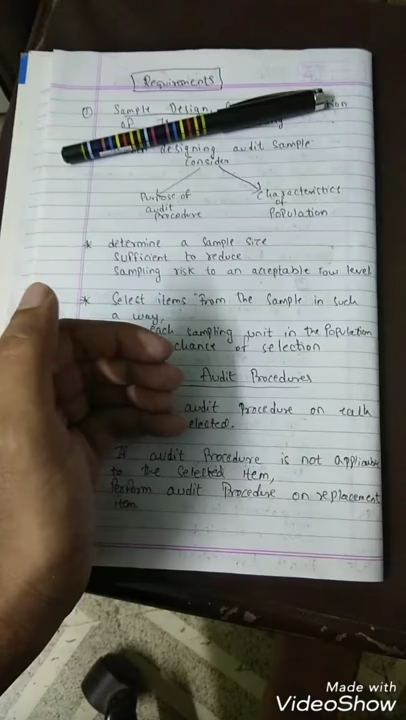 Requirements
① Sample Design,
of
designing audit sample
Consider
Purpose of
audit
Procedure
Characteristics
of
Population
* determine a sample size
sufficient to reduce
sampling risk to an acceptable low level
* Select items from the sample in such
a way,
each sampling unit in the Population
chance of selection
Audit Procedures
audit procedure on each
If audit Procedure is not applicable
to the selected item,
Perform audit Procedure on replacement
item
Made with
VideoShow